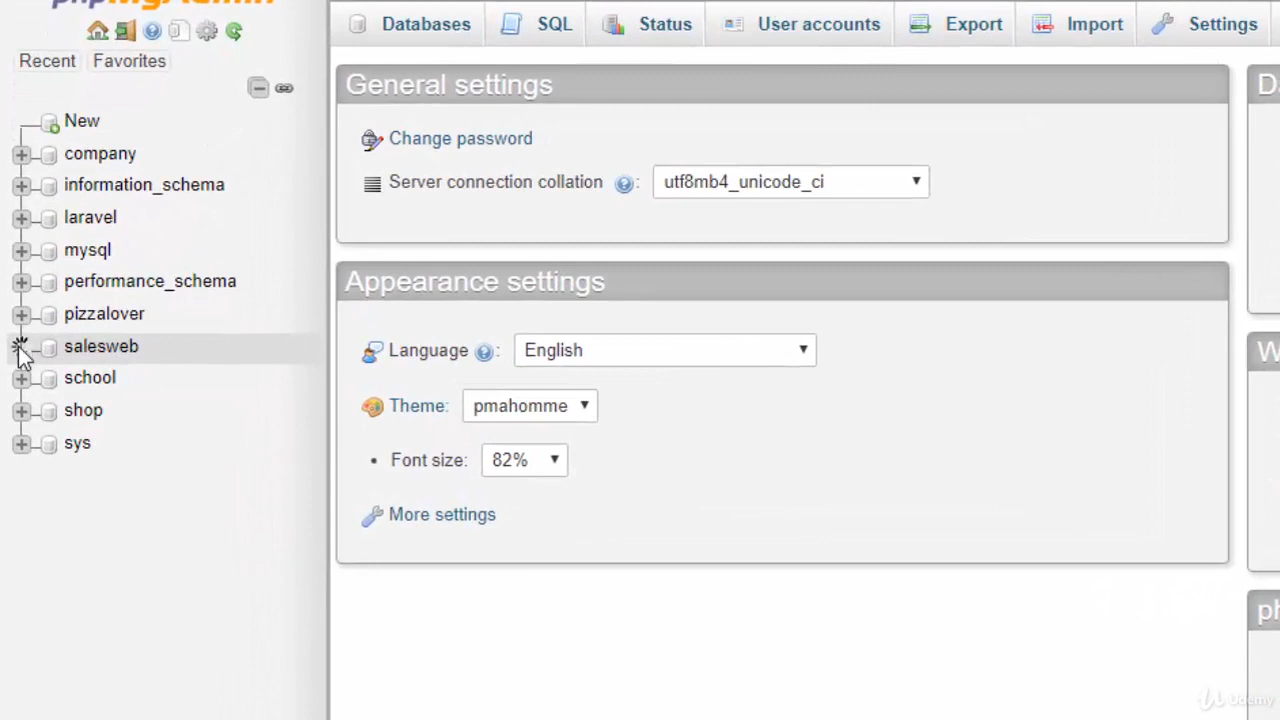 phpMyAdmin
Databases SQL Status User accounts Export Import Settings
Recent Favorites
New
company
information_schema
laravel
mysql
performance_schema
pizzalover
salesweb
school
shop
sys
General settings
Change password
Server connection collation : utf8mb4_unicode_ci
Appearance settings
Language : English
Theme: pmahomme
Font size: 82%
More settings
Udemy